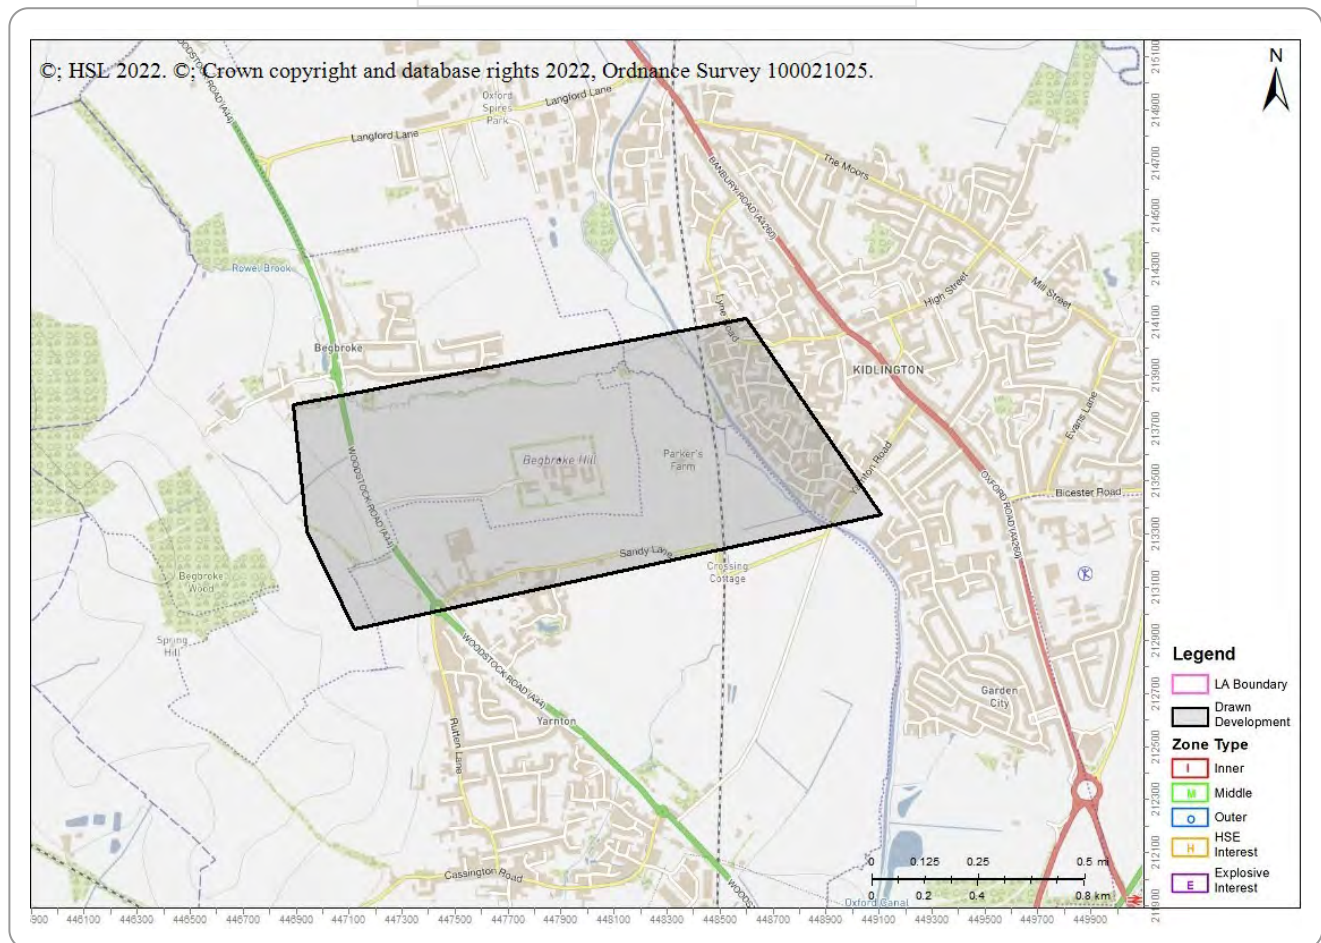 ©; HSL 2022. ©; Crown copyright and database rights 2022, Ordnance Survey 100021025.
N
WOODSTOCK ROAD (A44)
Oxford
Spires
Park
Langford Lane
Langford Lane
The Moors
BANBURY ROAD (A4260)
Rowel Brook
High Street
Mill Street
Lyne Road
Begbroke
KIDLINGTON
Evans Lane
Begbroke Hill
Parker's
Farm
Yarnton Road
WOODSTOCK ROAD (A44)
OXFORD ROAD (A4260)
Bicester Road
Sandy Lane
Crossing
Cottage
Begbroke
Wood
Spring
Hill
WOODSTOCK ROAD (A44)
Garden
City
Yarnton
Rutten Lane
Cassington Road
WOODS
Oxford Canal
0 0.125 0.25 0.5 mi
0 0.2 0.4 0.8 km
215100
214900
214700
214500
214300
214100
213900
213700
213500
213300
213100
212900
212700
212500
212300
212100
211900
900 446100 446300 446500 446700 446900 447100 447300 447500 447700 447900 448100 448300 448500 448700 448900 449100 449300 449500 449700 449900
Legend
LA Boundary
Drawn
Development
Zone Type
I Inner
M Middle
O Outer
H HSE
Interest
E Explosive
Interest